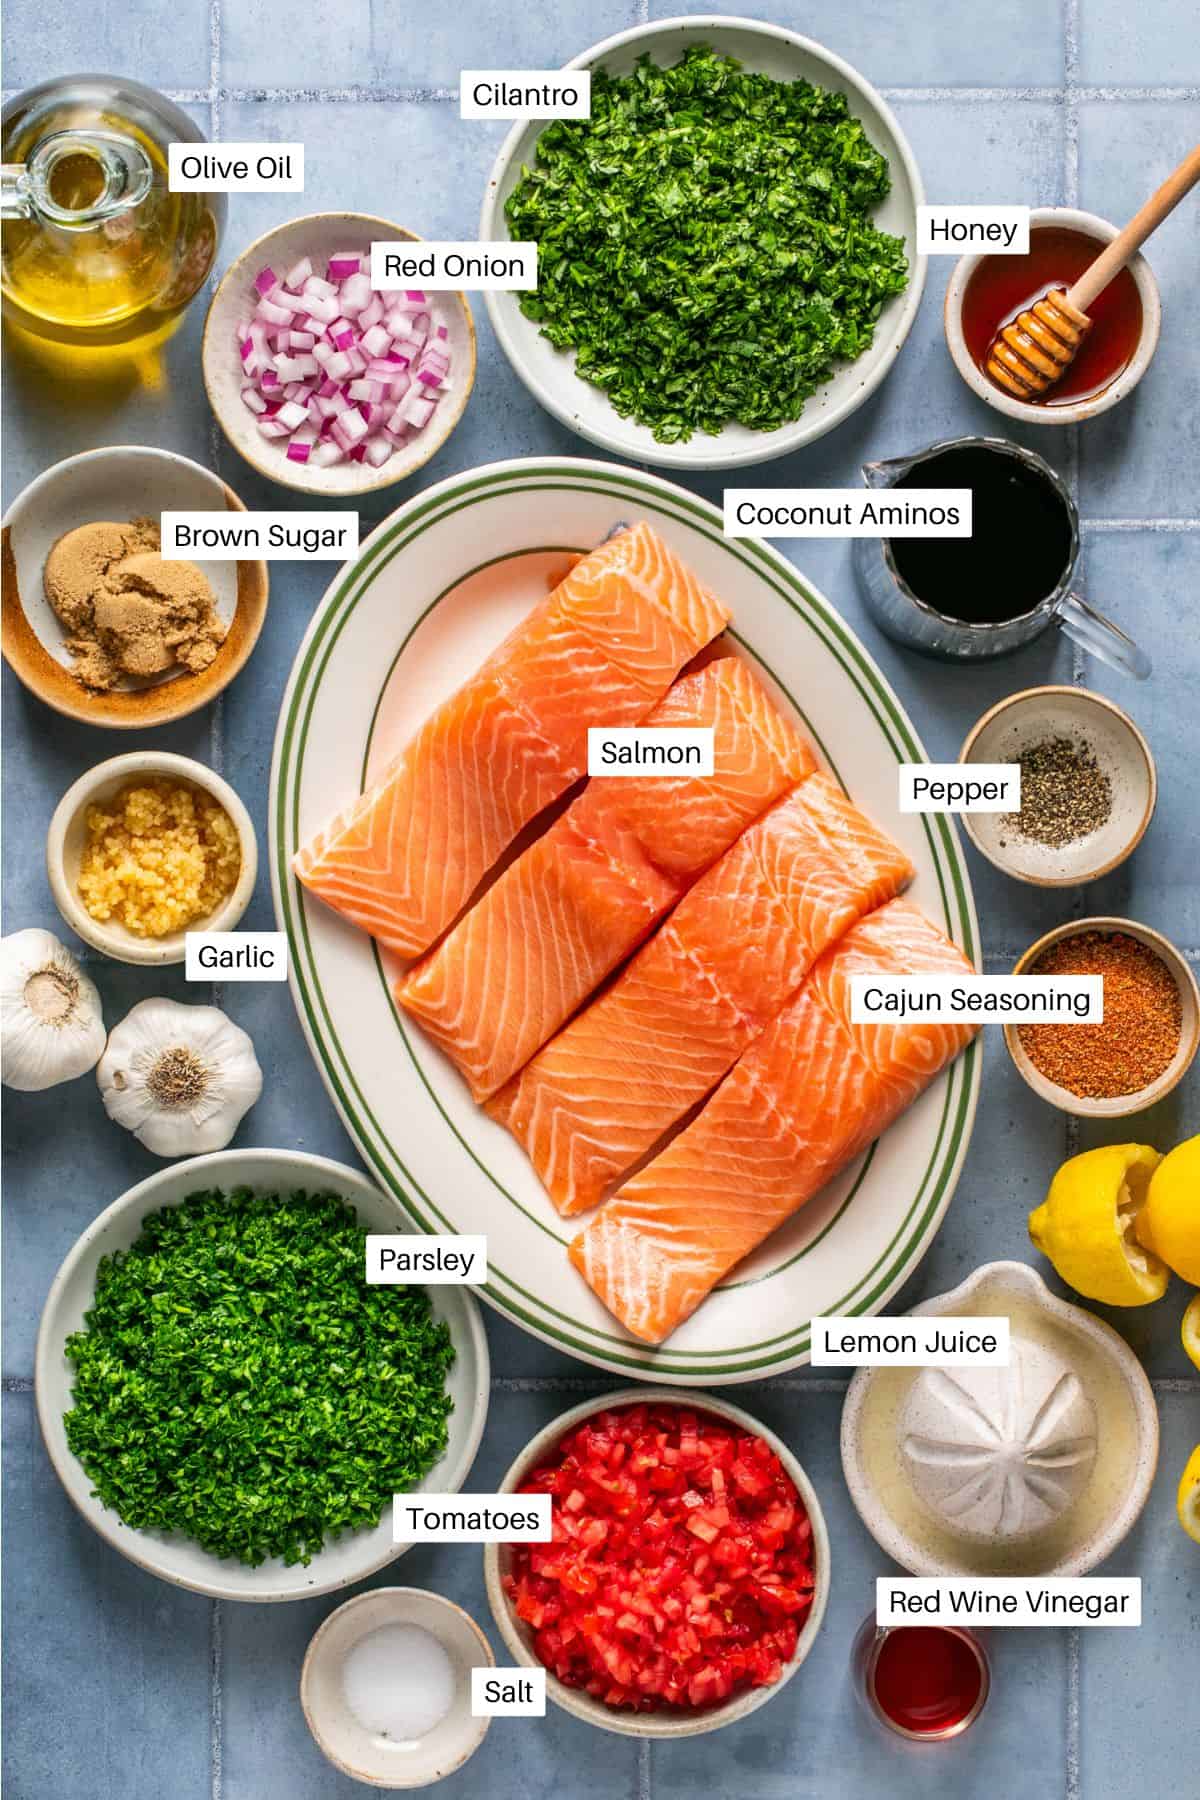 Cilantro
Olive Oil
Honey
Red Onion
Coconut Aminos
Brown Sugar
Salmon
Pepper
Garlic
Cajun Seasoning
Parsley
Lemon Juice
Tomatoes
Red Wine Vinegar
Salt